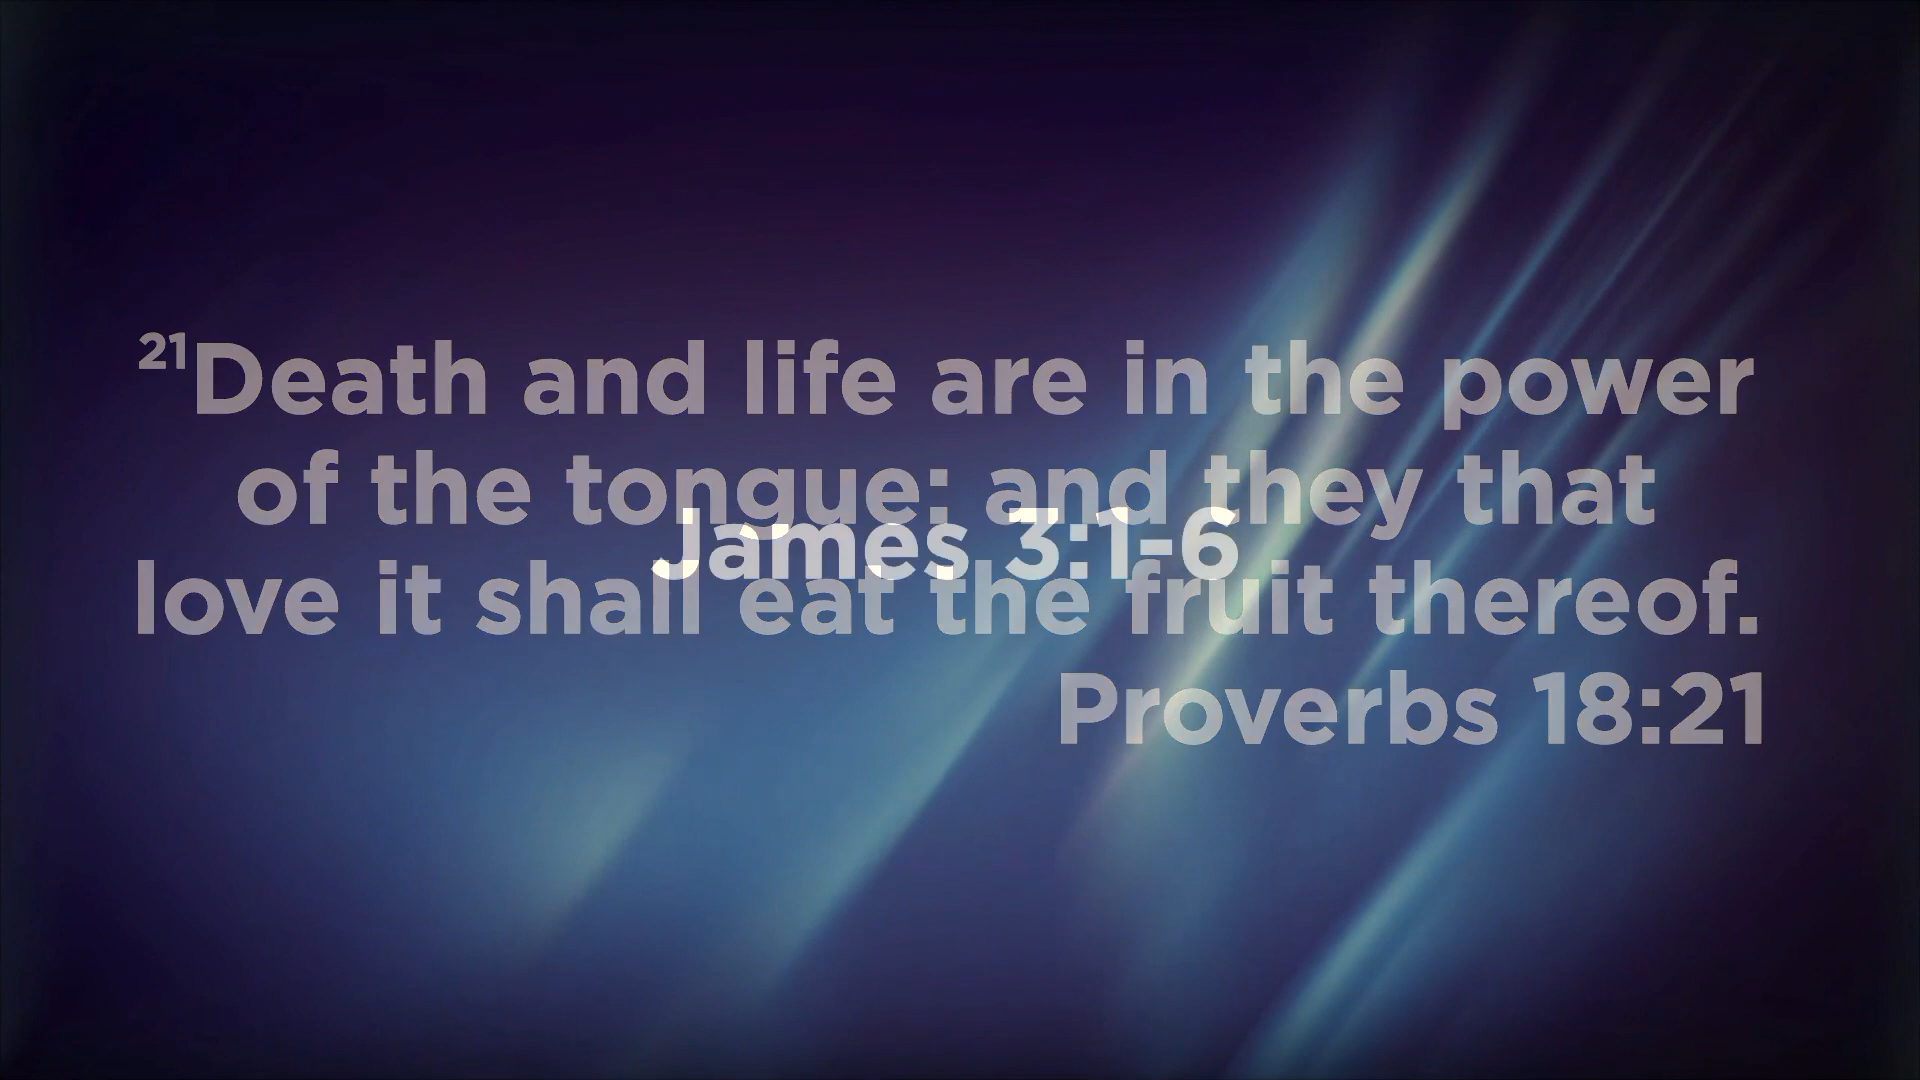 ²¹Death and life are in the power
of the tongue: and they that
James 3:1-6
love it shall eat the fruit thereof.
Proverbs 18:21